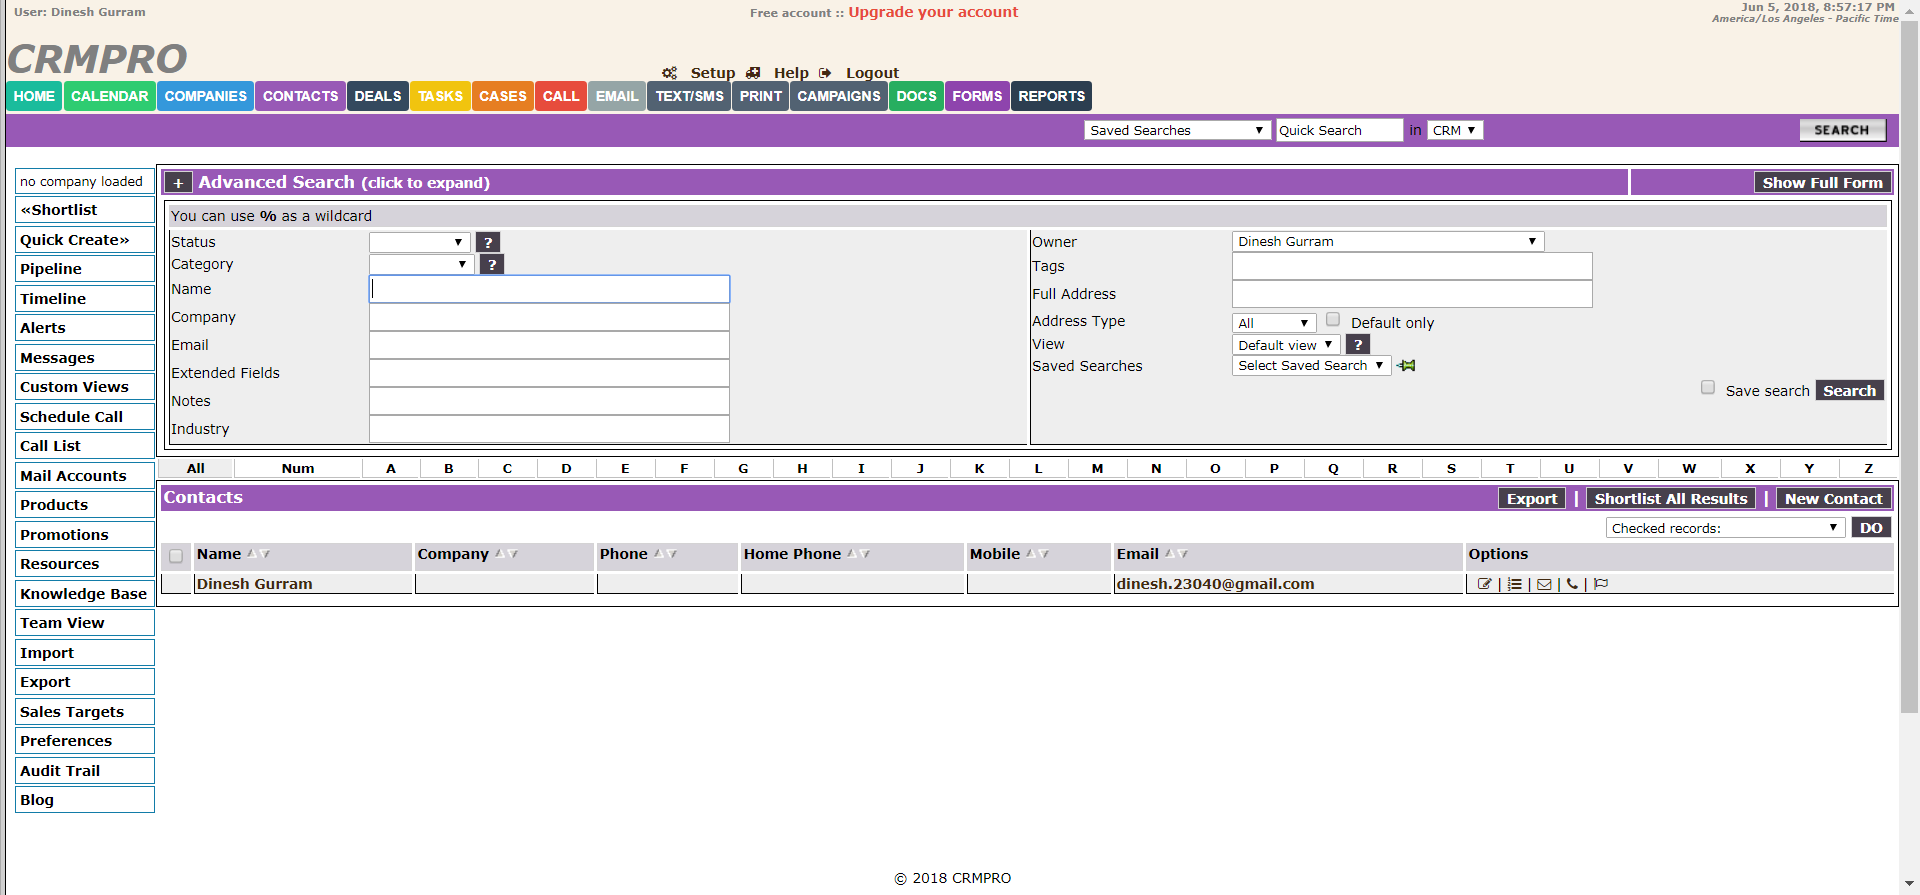 User: Dinesh Gurram
Free account :: Upgrade your account
Jun 5, 2018, 8:57:17 PM
America/Los Angeles - Pacific Time
CRMPRO
Setup Help Logout
HOME CALENDAR COMPANIES CONTACTS DEALS TASKS CASES CALL EMAIL TEXT/SMS PRINT CAMPAIGNS DOCS FORMS REPORTS
Saved Searches Quick Search in CRM SEARCH
no company loaded
«Shortlist
Quick Create»
Pipeline
Timeline
Alerts
Messages
Custom Views
Schedule Call
Call List
Mail Accounts
Products
Promotions
Resources
Knowledge Base
Team View
Import
Export
Sales Targets
Preferences
Audit Trail
Blog
+ Advanced Search (click to expand) Show Full Form
You can use % as a wildcard
Status ?
Category ?
Name
Company
Email
Extended Fields
Notes
Industry
Owner Dinesh Gurram
Tags
Full Address
Address Type All Default only
View Default view ?
Saved Searches Select Saved Search
Save search Search
All Num A B C D E F G H I J K L M N O P Q R S T U V W X Y Z
Contacts Export | Shortlist All Results | New Contact
Checked records: DO
Name Company Phone Home Phone Mobile Email Options
Dinesh Gurram dinesh.23040@gmail.com | | | |
© 2018 CRMPRO